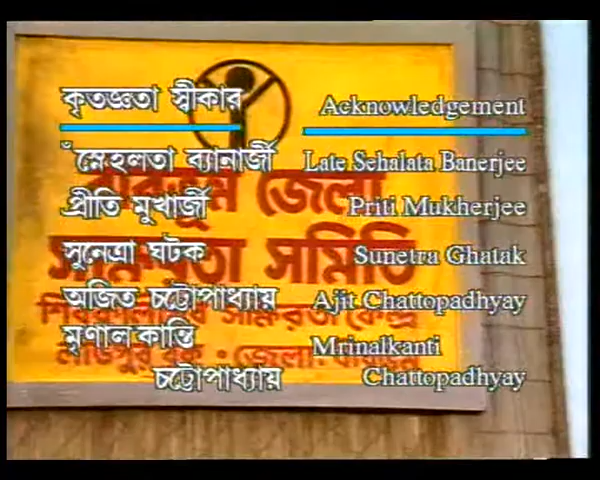 কৃতজ্ঞতা স্বীকার
Acknowledgement
ঁস্নেহলতা ব্যানার্জী
Late Sehalata Banerjee
প্রীতি মুখার্জী
Priti Mukherjee
সুনেত্রা ঘটক
Sunetra Ghatak
অজিত চট্টোপাধ্যায়
Ajit Chattopadhyay
মৃণাল কান্তি
চট্টোপাধ্যায়
Mrinalkanti
Chattopadhyay
বীরভূম জেলা
সাক্ষরতা সমিতি
সাক্ষরতা কেন্দ্র